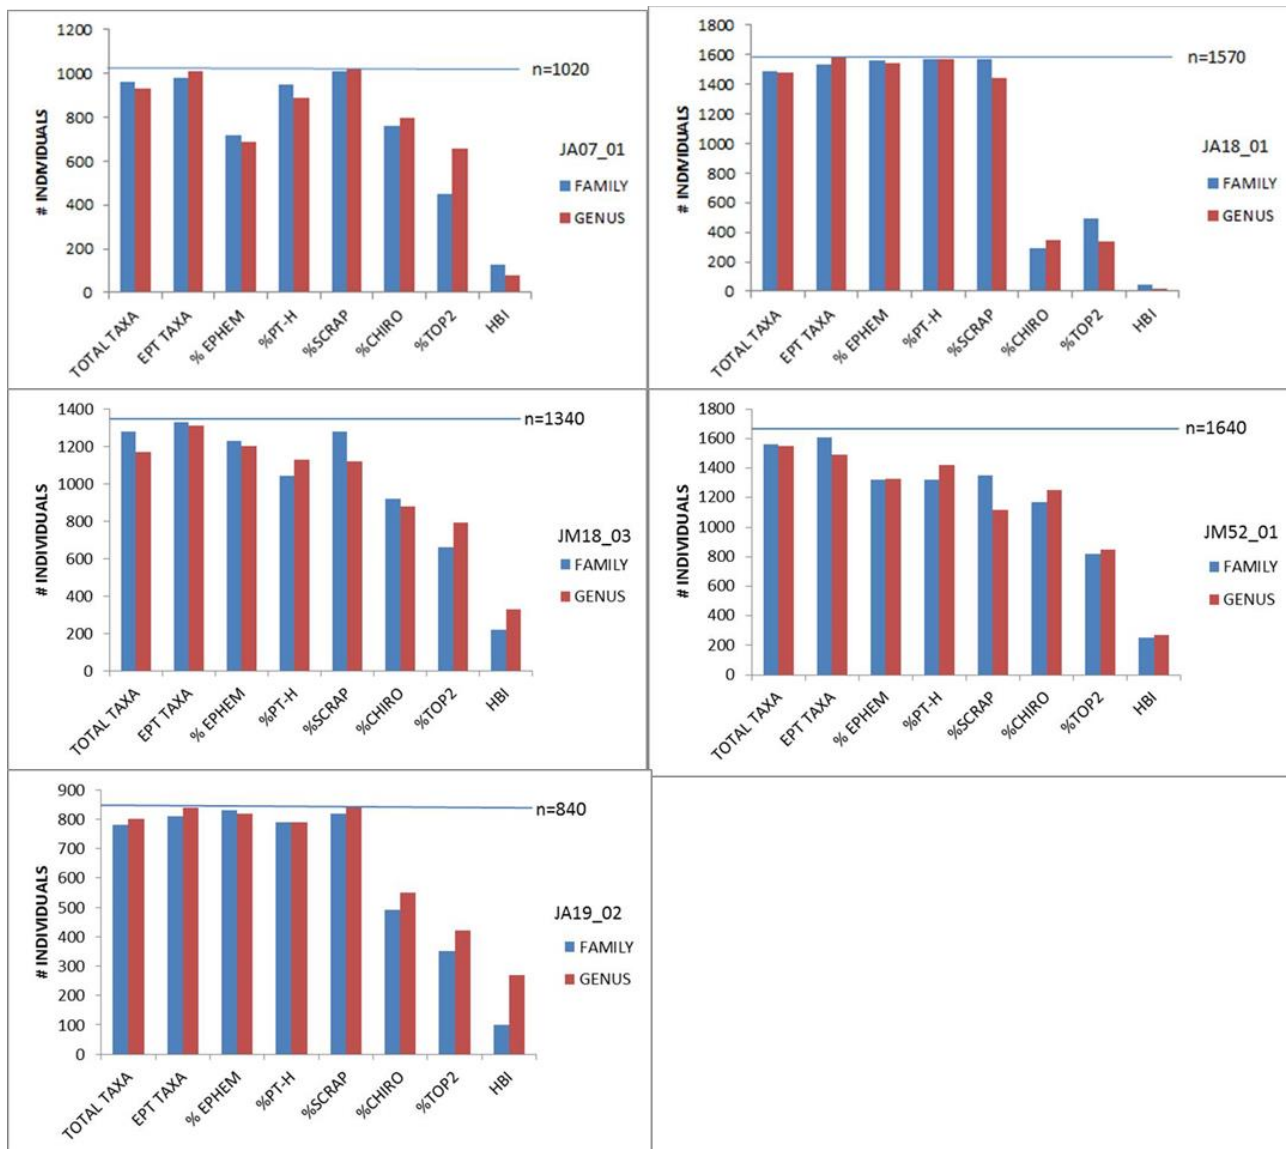 1200
1000
800
600
400
200
0
# INDIVIDUALS
n=1020
JA07_01
FAMILY
GENUS
TOTAL TAXA
EPT TAXA
% EPHEM
%PT-H
%SCRAP
%CHIRO
%TOP2
HBI
1800
1600
1400
1200
1000
800
600
400
200
0
# INDIVIDUALS
n=1570
JA18_01
FAMILY
GENUS
TOTAL TAXA
EPT TAXA
% EPHEM
%PT-H
%SCRAP
%CHIRO
%TOP2
HBI
1400
1200
1000
800
600
400
200
0
# INDIVIDUALS
n=1340
JM18_03
FAMILY
GENUS
TOTAL TAXA
EPT TAXA
% EPHEM
%PT-H
%SCRAP
%CHIRO
%TOP2
HBI
1800
1600
1400
1200
1000
800
600
400
200
0
# INDIVIDUALS
n=1640
JM52_01
FAMILY
GENUS
TOTAL TAXA
EPT TAXA
% EPHEM
%PT-H
%SCRAP
%CHIRO
%TOP2
HBI
900
800
700
600
500
400
300
200
100
0
# INDIVIDUALS
n=840
JA19_02
FAMILY
GENUS
TOTAL TAXA
EPT TAXA
% EPHEM
%PT-H
%SCRAP
%CHIRO
%TOP2
HBI